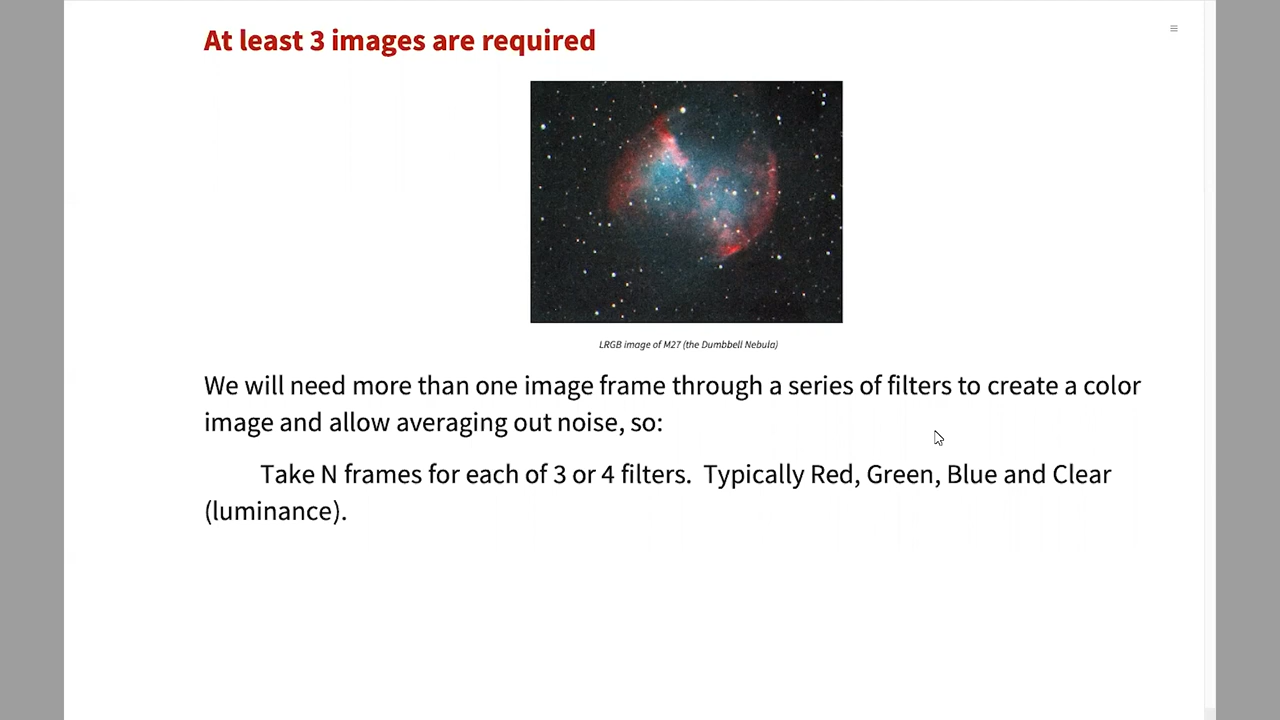 At least 3 images are required
LRGB image of M27 (the Dumbbell Nebula)
We will need more than one image frame through a series of filters to create a color
image and allow averaging out noise, so:
Take N frames for each of 3 or 4 filters.  Typically Red, Green, Blue and Clear
(luminance).